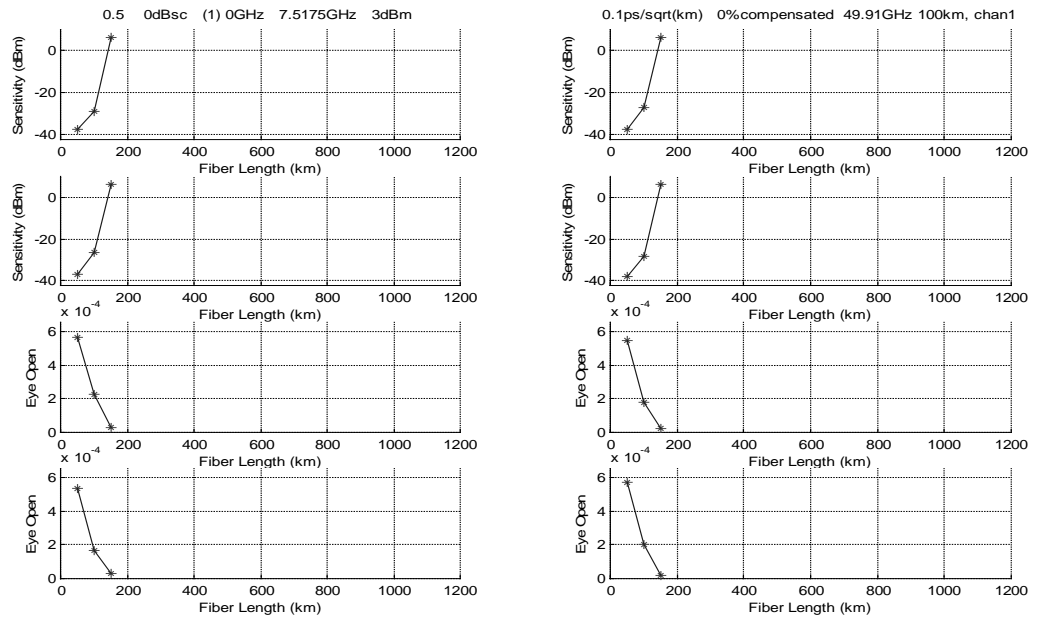 0.5 0dBsc (1) 0GHz 7.5175GHz 3dBm
0.1ps/sqrt(km) 0%compensated 49.91GHz 100km, chan1
Sensitivity (dBm)
0
-20
-40
0 200 400 600 800 1000 1200
Fiber Length (km)
Sensitivity (dBm)
0
-20
-40
0 200 400 600 800 1000 1200
Fiber Length (km)
Sensitivity (dBm)
0
-20
-40
0 200 400 600 800 1000 1200
Fiber Length (km)
Sensitivity (dBm)
0
-20
-40
0 200 400 600 800 1000 1200
Fiber Length (km)
x 10-4
Eye Open
6
4
2
0
0 200 400 600 800 1000 1200
Fiber Length (km)
x 10-4
Eye Open
6
4
2
0
0 200 400 600 800 1000 1200
Fiber Length (km)
x 10-4
Eye Open
6
4
2
0
0 200 400 600 800 1000 1200
Fiber Length (km)
x 10-4
Eye Open
6
4
2
0
0 200 400 600 800 1000 1200
Fiber Length (km)